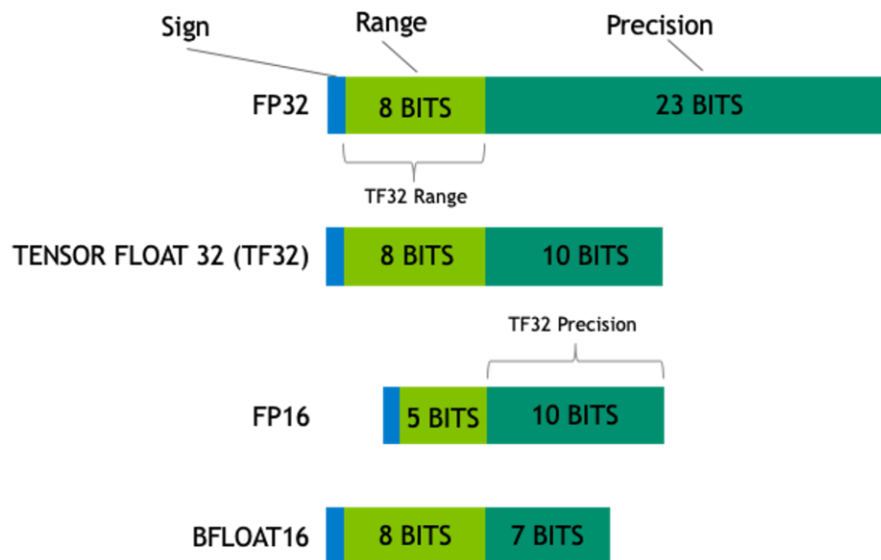 Sign
Range
Precision
FP32
8 BITS
23 BITS
TF32 Range
TENSOR FLOAT 32 (TF32)
8 BITS
10 BITS
TF32 Precision
FP16
5 BITS
10 BITS
BFLOAT16
8 BITS
7 BITS